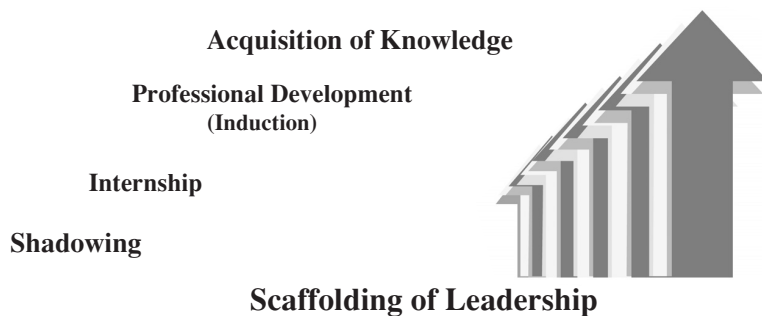 Acquisition of Knowledge
Professional Development
(Induction)
Internship
Shadowing
Scaffolding of Leadership